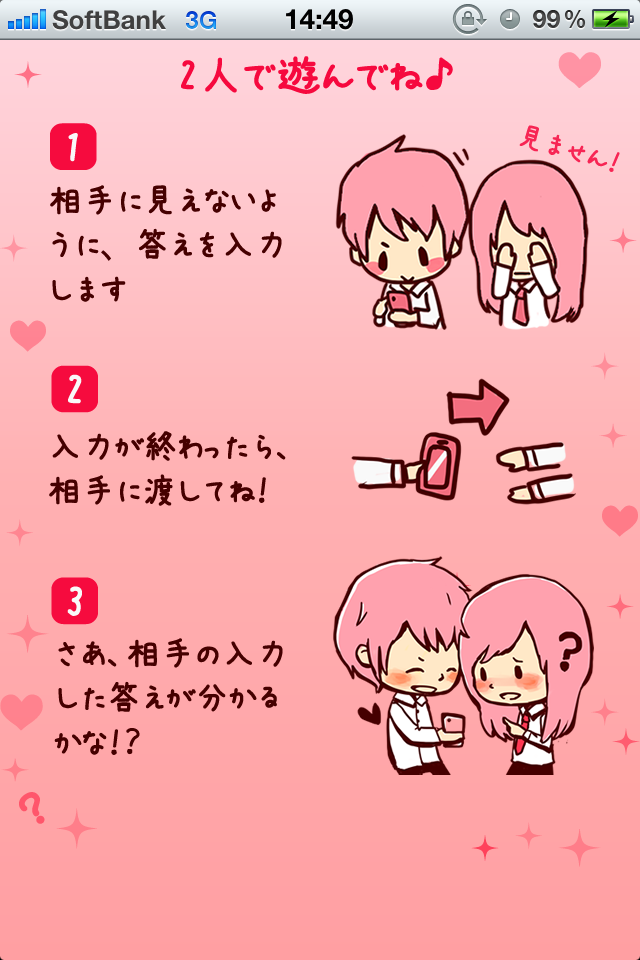 SoftBank 3G 14:49 99%
2人で遊んでね♪
1
見ません!
相手に見えないよ
うに、答えを入力
します
2
入力が終わったら、
相手に渡してね!
3
さあ、相手の入力
した答えが分かる
かな!?
?
?